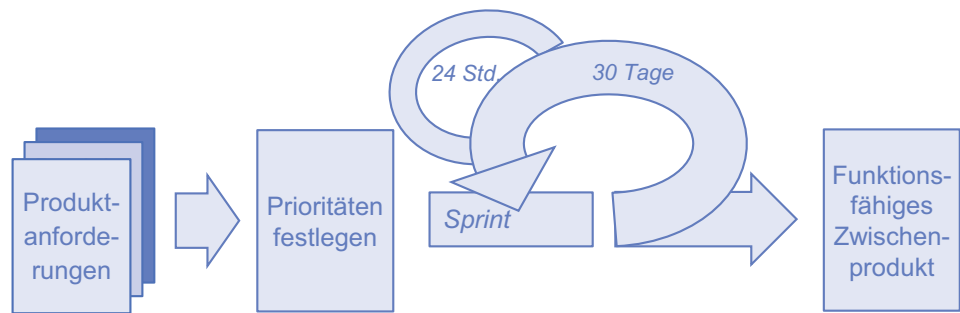 24 Std.
30 Tage
Produkt-
anforde-
rungen
Prioritäten
festlegen
Sprint
Funktions-
fähiges
Zwischen-
produkt